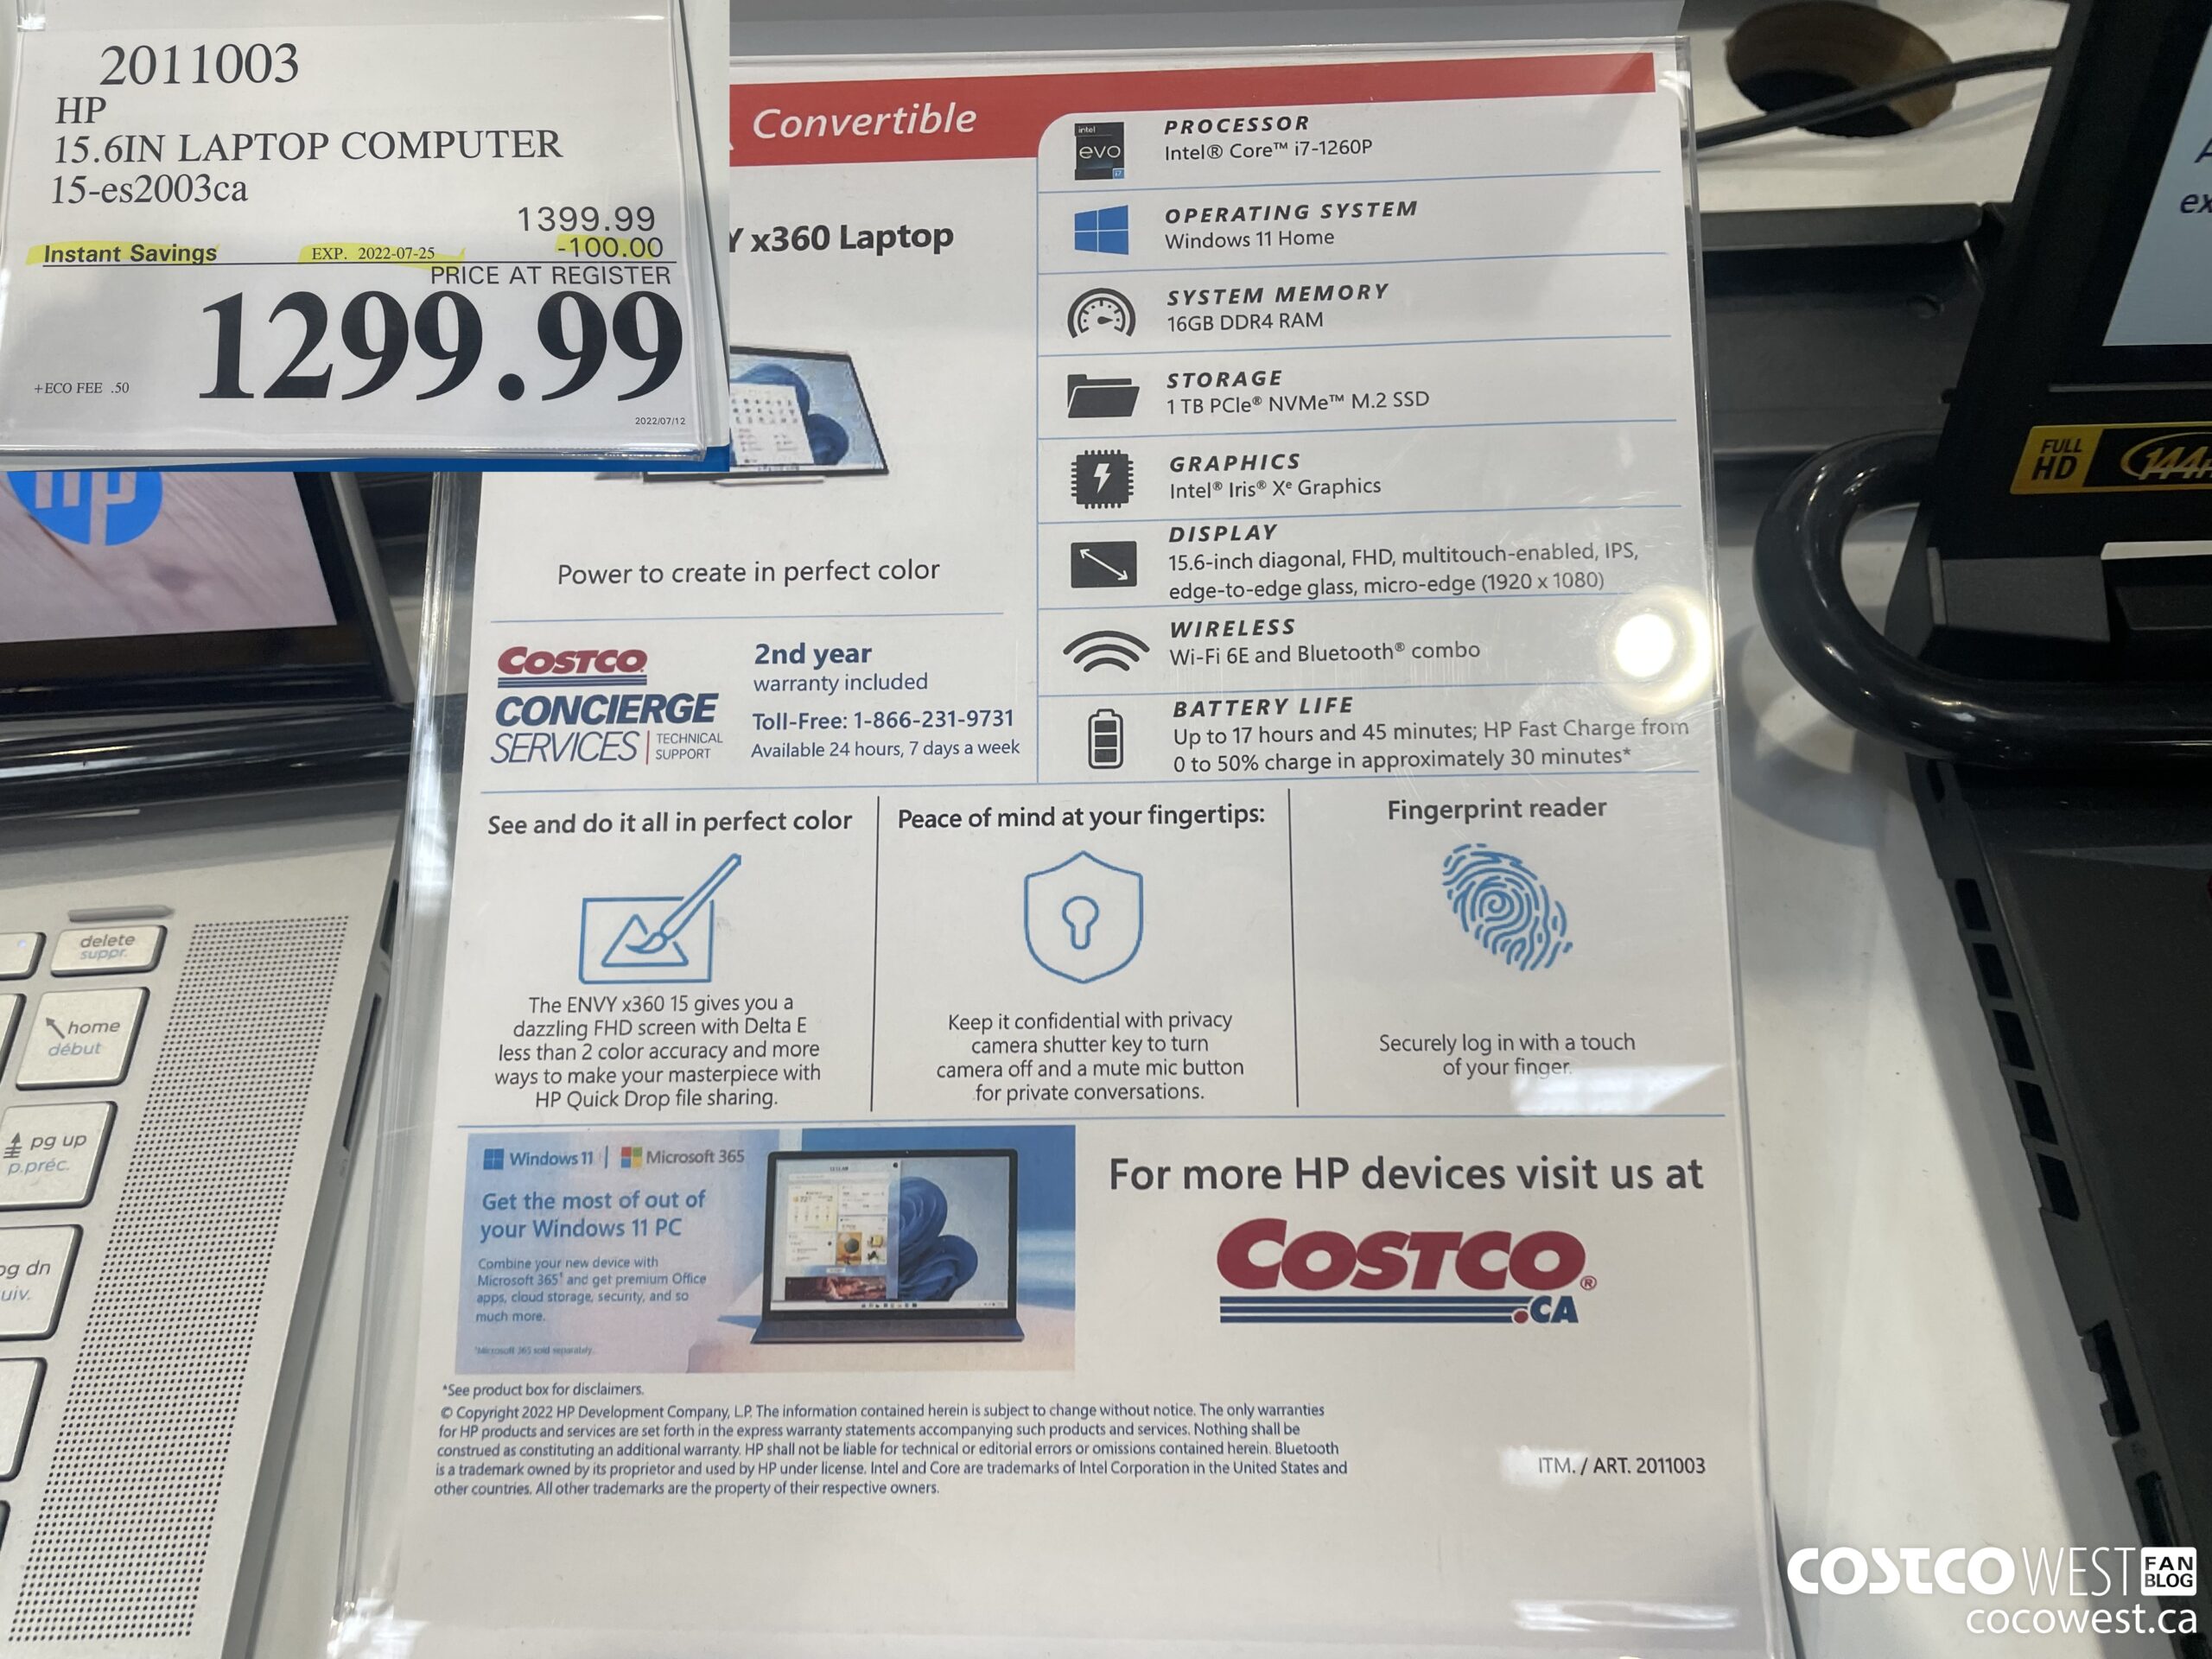 2011003
HP
15.6IN LAPTOP COMPUTER
15-es2003ca
1399.99
Instant Savings EXP. 2022-07-25 -100.00
PRICE AT REGISTER
1299.99
+ECO FEE .50
2022/07/12
hp
Convertible
x360 Laptop
Power to create in perfect color
COSTCO
CONCIERGE
SERVICES | TECHNICAL SUPPORT
2nd year
warranty included
Toll-Free: 1-866-231-9731
Available 24 hours, 7 days a week
intel
evo
i7
PROCESSOR
Intel® Core™ i7-1260P
OPERATING SYSTEM
Windows 11 Home
SYSTEM MEMORY
16GB DDR4 RAM
STORAGE
1 TB PCIe® NVMe™ M.2 SSD
GRAPHICS
Intel® Iris® Xᵉ Graphics
DISPLAY
15.6-inch diagonal, FHD, multitouch-enabled, IPS,
edge-to-edge glass, micro-edge (1920 x 1080)
WIRELESS
Wi-Fi 6E and Bluetooth® combo
BATTERY LIFE
Up to 17 hours and 45 minutes; HP Fast Charge from
0 to 50% charge in approximately 30 minutes*
See and do it all in perfect color
The ENVY x360 15 gives you a
dazzling FHD screen with Delta E
less than 2 color accuracy and more
ways to make your masterpiece with
HP Quick Drop file sharing.
Peace of mind at your fingertips:
Keep it confidential with privacy
camera shutter key to turn
camera off and a mute mic button
for private conversations.
Fingerprint reader
Securely log in with a touch
of your finger.
Windows 11 | Microsoft 365
Get the most of out of
your Windows 11 PC
Combine your new device with
Microsoft 365¹ and get premium Office
apps, cloud storage, security, and so
much more.
¹Microsoft 365 sold separately.
For more HP devices visit us at
COSTCO®
.CA
*See product box for disclaimers.
© Copyright 2022 HP Development Company, L.P. The information contained herein is subject to change without notice. The only warranties
for HP products and services are set forth in the express warranty statements accompanying such products and services. Nothing shall be
construed as constituting an additional warranty. HP shall not be liable for technical or editorial errors or omissions contained herein. Bluetooth
is a trademark owned by its proprietor and used by HP under license. Intel and Core are trademarks of Intel Corporation in the United States and
other countries. All other trademarks are the property of their respective owners.
ITM. / ART. 2011003
delete
suppr.
home
début
pg up
p.préc.
dn
FULL
HD
144
ex
COSTCO WEST FAN BLOG
cocowest.ca